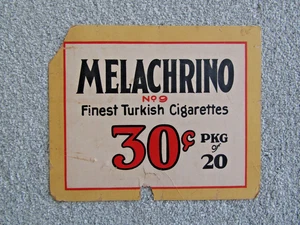 MELACHRINO
No 9
Finest Turkish Cigarettes
30¢ PKG of 20